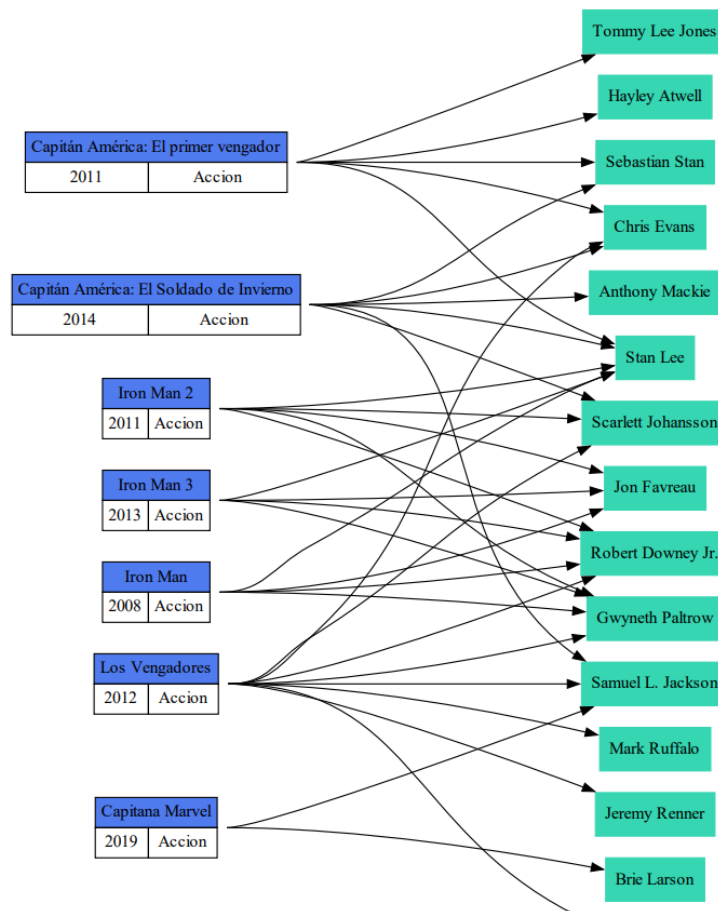 Capitán América: El primer vengador
2011 Accion
Capitán América: El Soldado de Invierno
2014 Accion
Iron Man 2
2011 Accion
Iron Man 3
2013 Accion
Iron Man
2008 Accion
Los Vengadores
2012 Accion
Capitana Marvel
2019 Accion
Tommy Lee Jones
Hayley Atwell
Sebastian Stan
Chris Evans
Anthony Mackie
Stan Lee
Scarlett Johansson
Jon Favreau
Robert Downey Jr.
Gwyneth Paltrow
Samuel L. Jackson
Mark Ruffalo
Jeremy Renner
Brie Larson